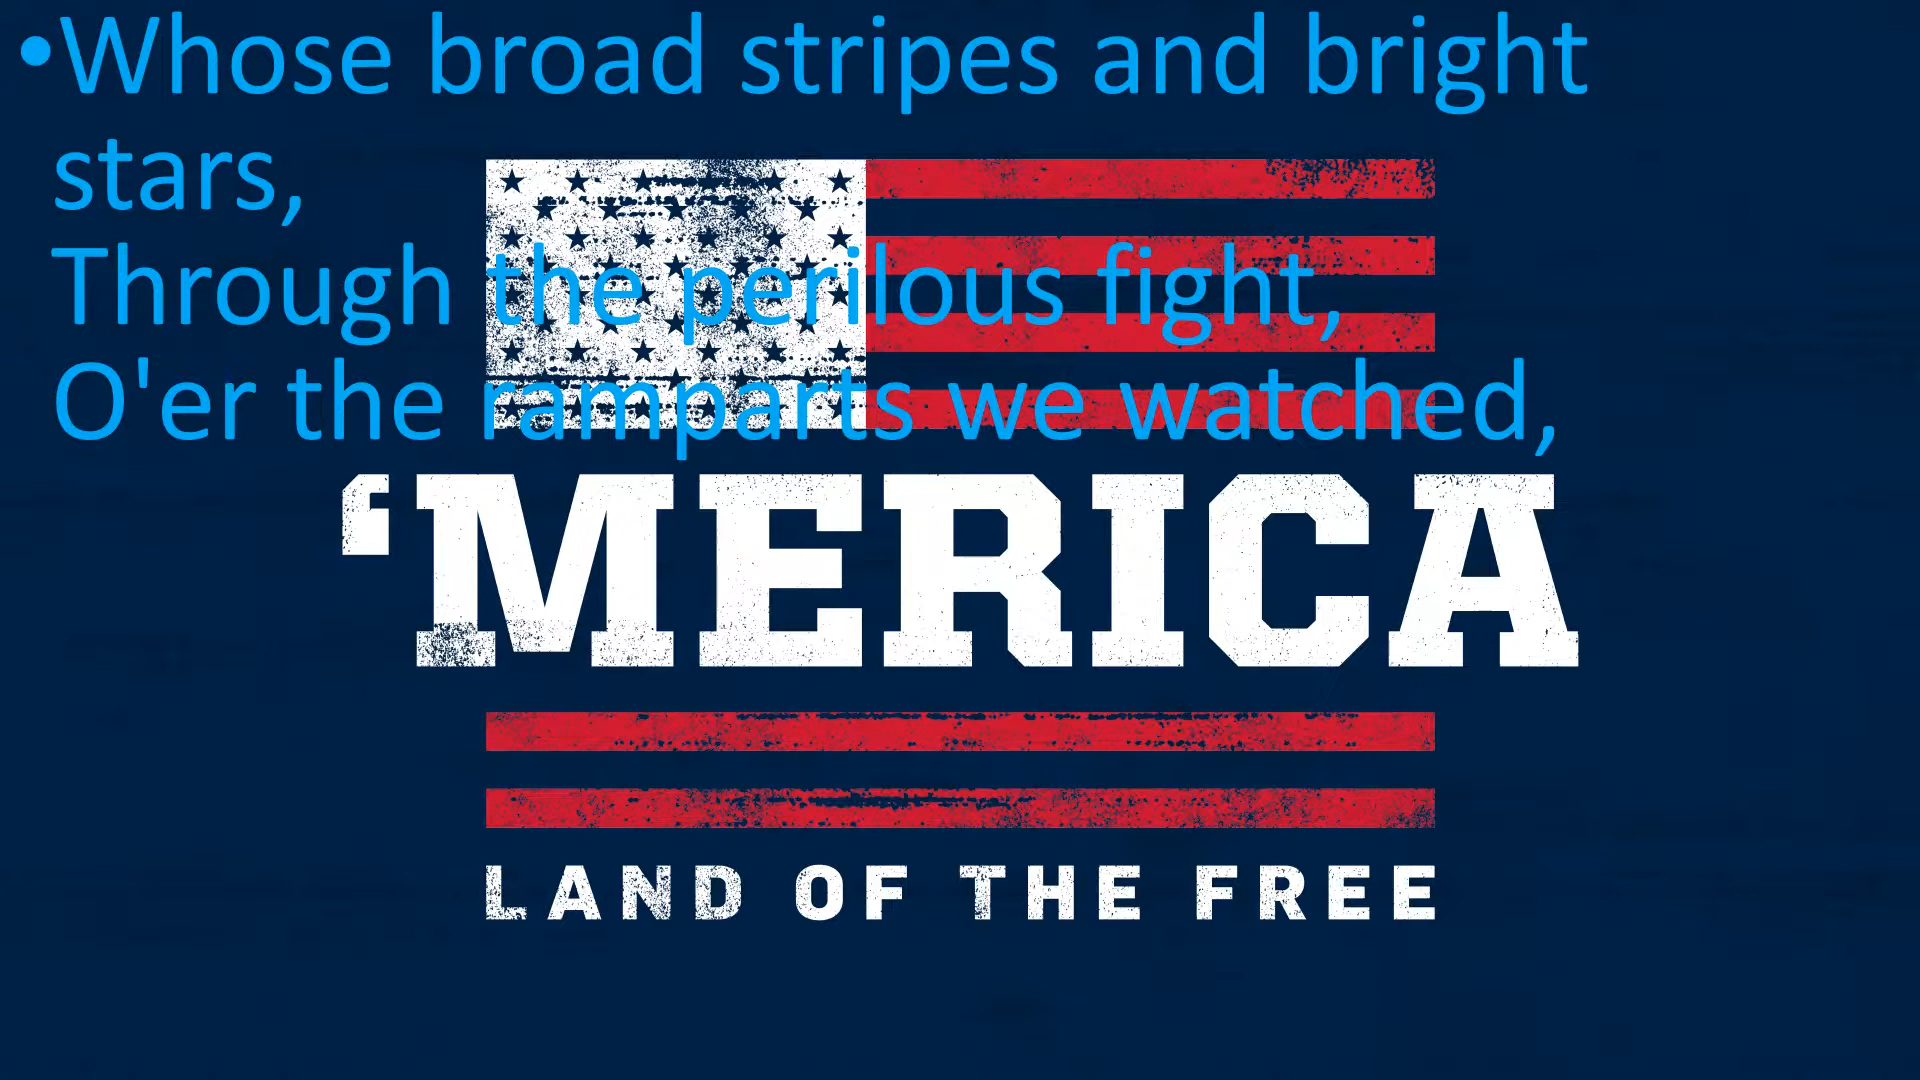 •Whose broad stripes and bright
stars,
Through the perilous fight,
O'er the ramparts we watched,
‘MERICA
LAND OF THE FREE